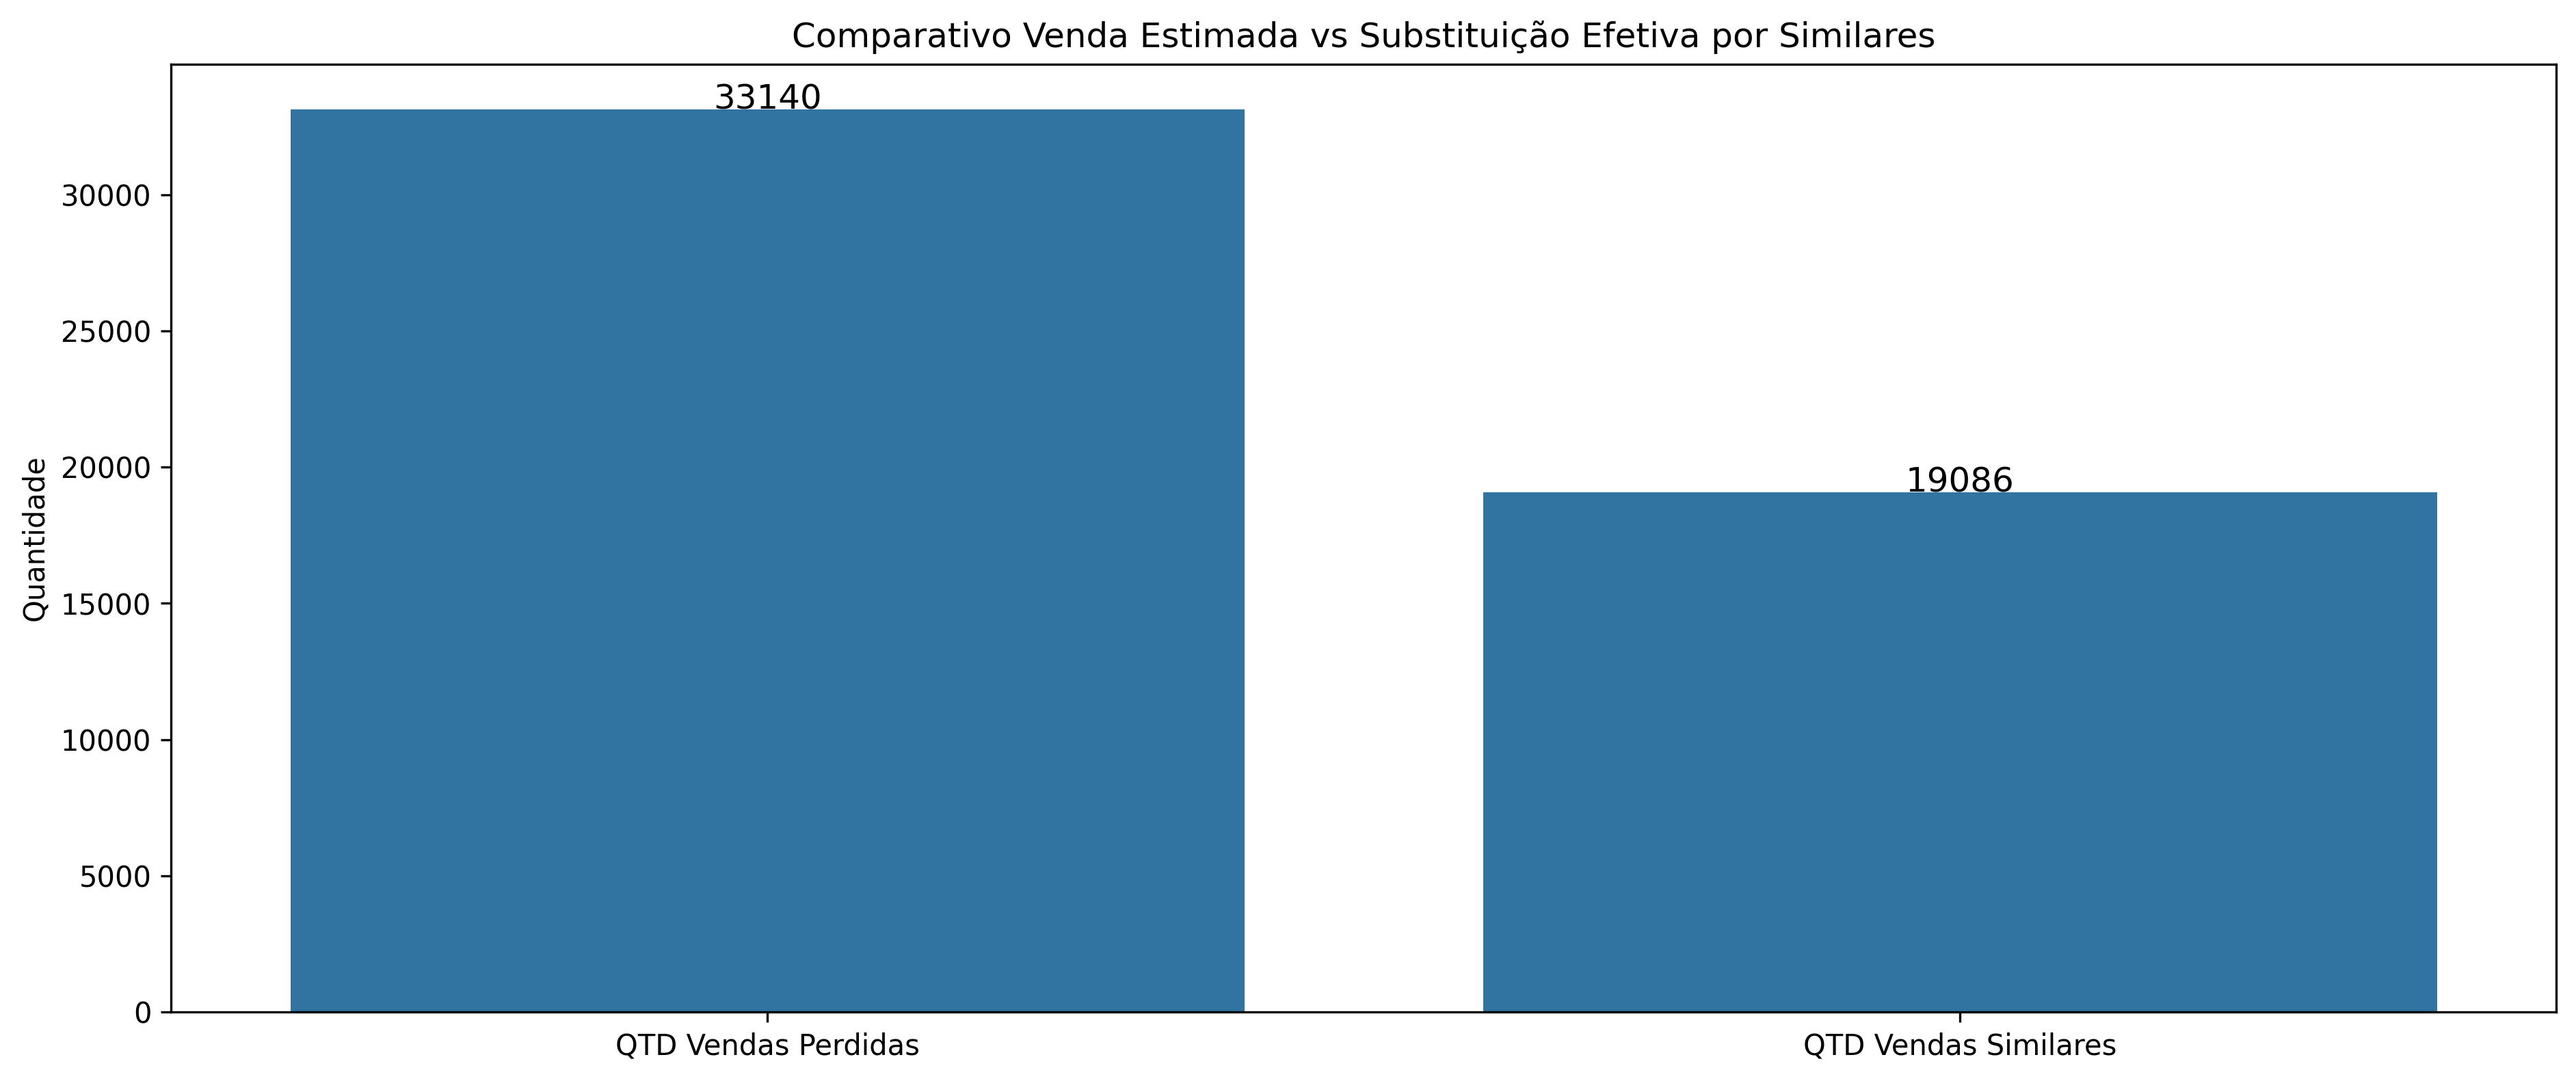 Comparativo Venda Estimada vs Substituição Efetiva por Similares
33140
30000
25000
20000
19086
15000
10000
5000
0
Quantidade
QTD Vendas Perdidas
QTD Vendas Similares